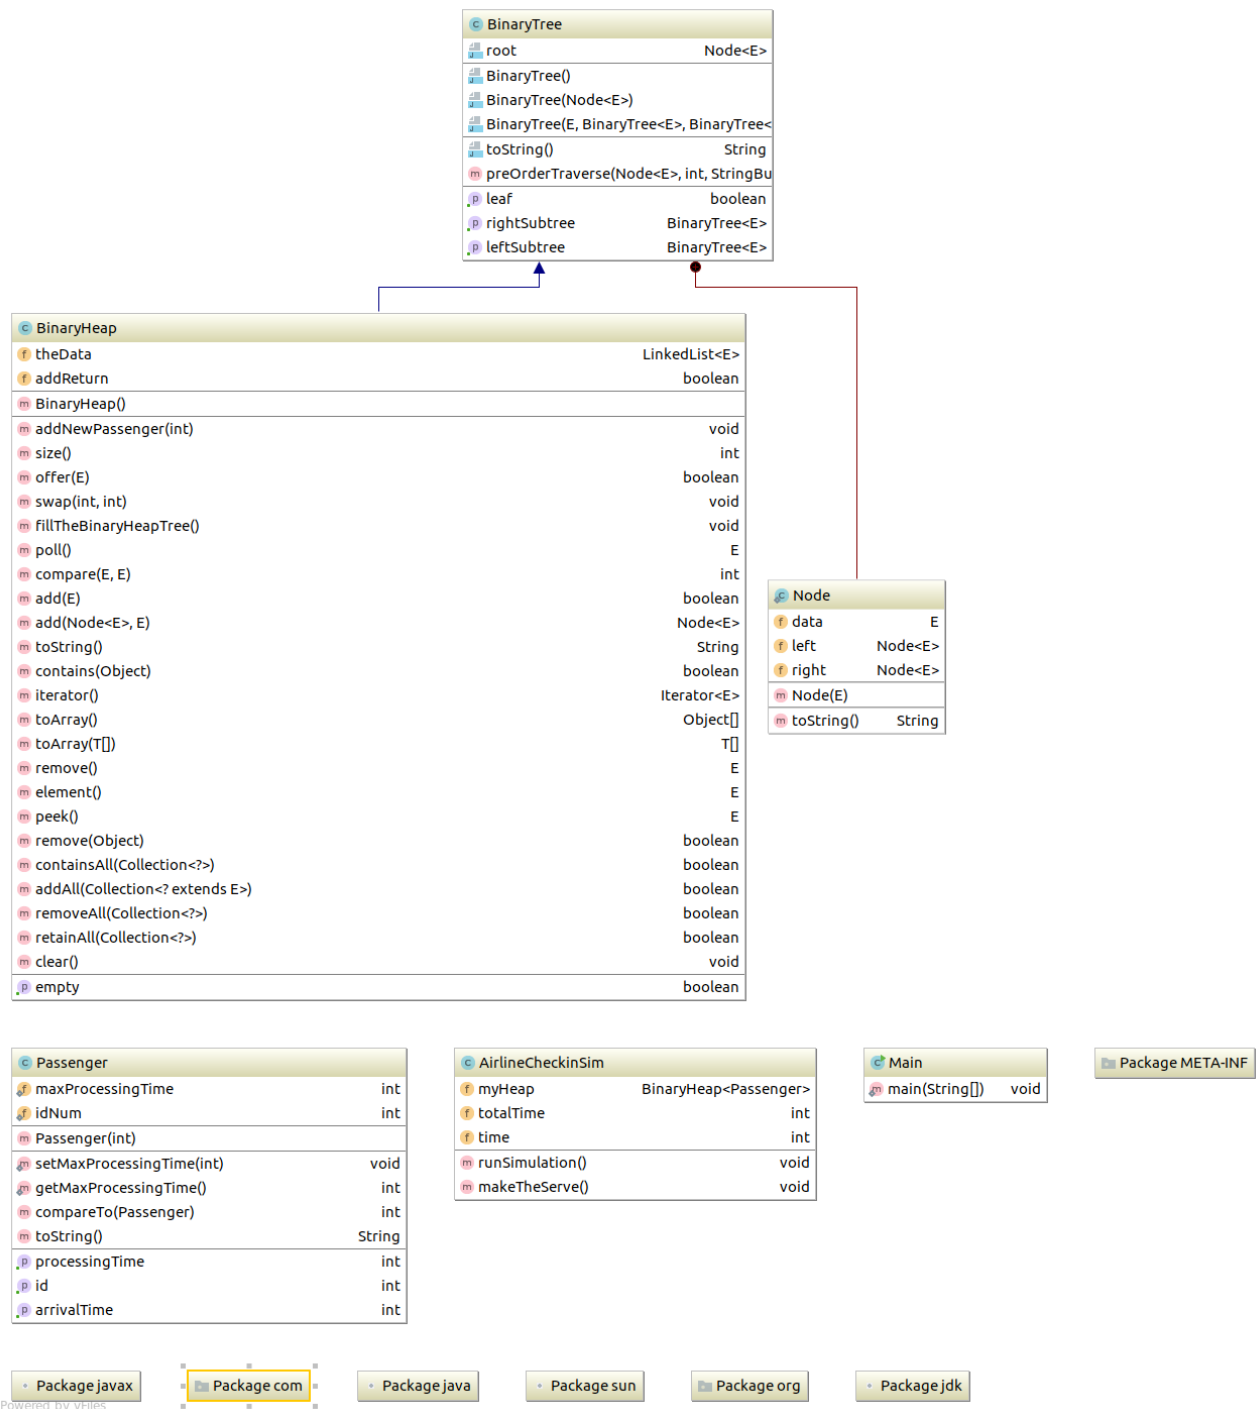 BinaryTree
root Node<E>
BinaryTree()
BinaryTree(Node<E>)
BinaryTree(E, BinaryTree<E>, BinaryTree<
toString() String
preOrderTraverse(Node<E>, int, StringBu
leaf boolean
rightSubtree BinaryTree<E>
leftSubtree BinaryTree<E>
BinaryHeap
theData LinkedList<E>
addReturn boolean
BinaryHeap()
addNewPassenger(int) void
size() int
offer(E) boolean
swap(int, int) void
fillTheBinaryHeapTree() void
poll() E
compare(E, E) int
add(E) boolean
add(Node<E>, E) Node<E>
toString() String
contains(Object) boolean
iterator() Iterator<E>
toArray() Object[]
toArray(T[]) T[]
remove() E
element() E
peek() E
remove(Object) boolean
containsAll(Collection<?>) boolean
addAll(Collection<? extends E>) boolean
removeAll(Collection<?>) boolean
retainAll(Collection<?>) boolean
clear() void
empty boolean
Node
data E
left Node<E>
right Node<E>
Node(E)
toString() String
Passenger
maxProcessingTime int
idNum int
Passenger(int)
setMaxProcessingTime(int) void
getMaxProcessingTime() int
compareTo(Passenger) int
toString() String
processingTime int
id int
arrivalTime int
AirlineCheckinSim
myHeap BinaryHeap<Passenger>
totalTime int
time int
runSimulation() void
makeTheServe() void
Main
main(String[]) void
Package META-INF
Package javax
Package com
Package java
Package sun
Package org
Package jdk
Powered by yFiles